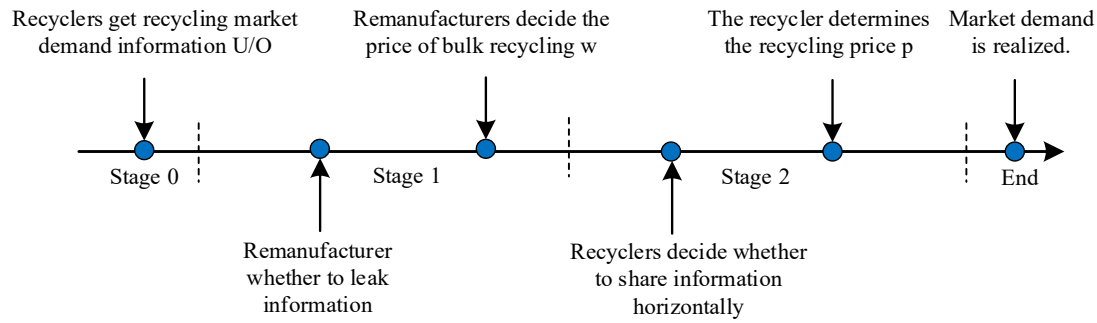 Recyclers get recycling market
demand information U/O
Remanufacturers decide the
price of bulk recycling w
The recycler determines
the recycling price p
Market demand
is realized.
Stage 0
Stage 1
Stage 2
End
Remanufacturer
whether to leak
information
Recyclers decide whether
to share information
horizontally